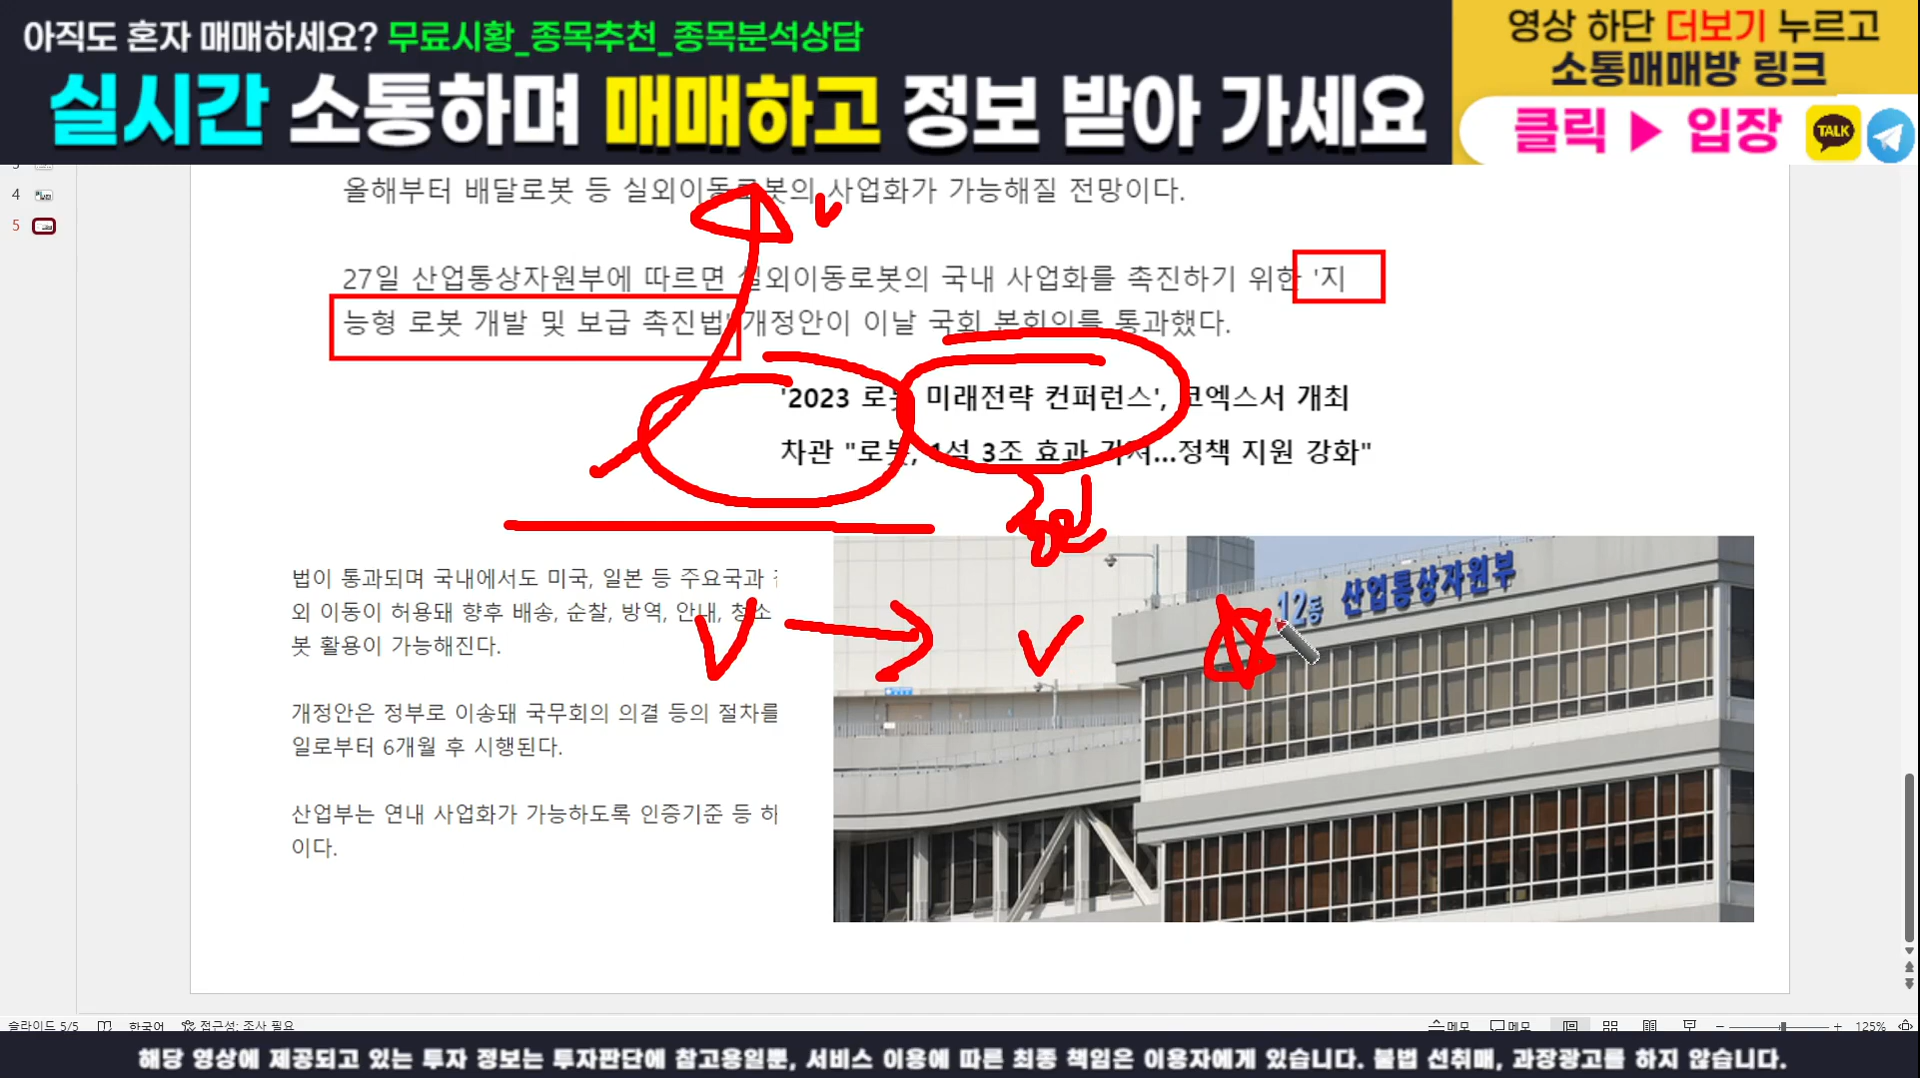 아직도 혼자 매매하세요? 무료시황_종목추천_종목분석상담
실시간 소통하며 매매하고 정보 받아 가세요
영상 하단 더보기 누르고
소통매매방 링크
클릭 ▶ 입장
TALK
4
5
올해부터 배달로봇 등 실외이동로봇의 사업화가 가능해질 전망이다.
27일 산업통상자원부에 따르면 실외이동로봇의 국내 사업화를 촉진하기 위한 '지
능형 로봇 개발 및 보급 촉진법' 개정안이 이날 국회 본회의를 통과했다.
'2023 로봇 미래전략 컨퍼런스', 코엑스서 개최
차관 "로봇, 1석 3조 효과 가져...정책 지원 강화"
법이 통과되며 국내에서도 미국, 일본 등 주요국과
외 이동이 허용돼 향후 배송, 순찰, 방역, 안내, 청소
봇 활용이 가능해진다.
개정안은 정부로 이송돼 국무회의 의결 등의 절차를
일로부터 6개월 후 시행된다.
산업부는 연내 사업화가 가능하도록 인증기준 등 하
이다.
12동 산업통상자원부
슬라이드 5/5 한국어 접근성: 조사 필요 메모 메모 125%
해당 영상에 제공되고 있는 투자 정보는 투자판단에 참고용일뿐, 서비스 이용에 따른 최종 책임은 이용자에게 있습니다. 불법 선취매, 과장광고를 하지 않습니다.